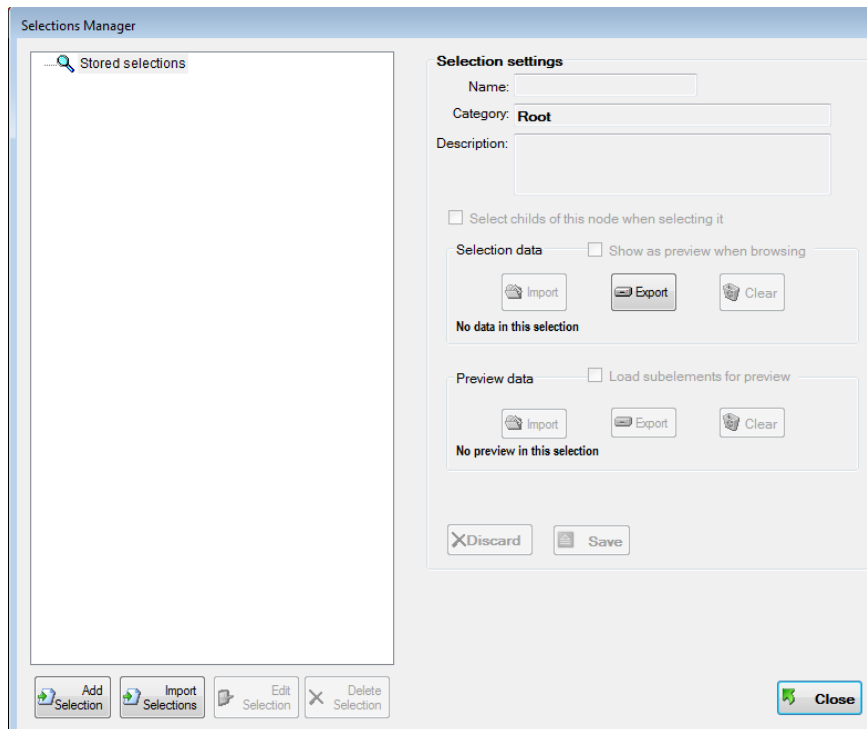 Selections Manager
Stored selections
Selection settings
Name:
Category: Root
Description:
Select childs of this node when selecting it
Selection data
Show as preview when browsing
Import
Export
Clear
No data in this selection
Preview data
Load subelements for preview
Import
Export
Clear
No preview in this selection
Discard
Save
Add
Selection
Import
Selections
Edit
Selection
Delete
Selection
Close